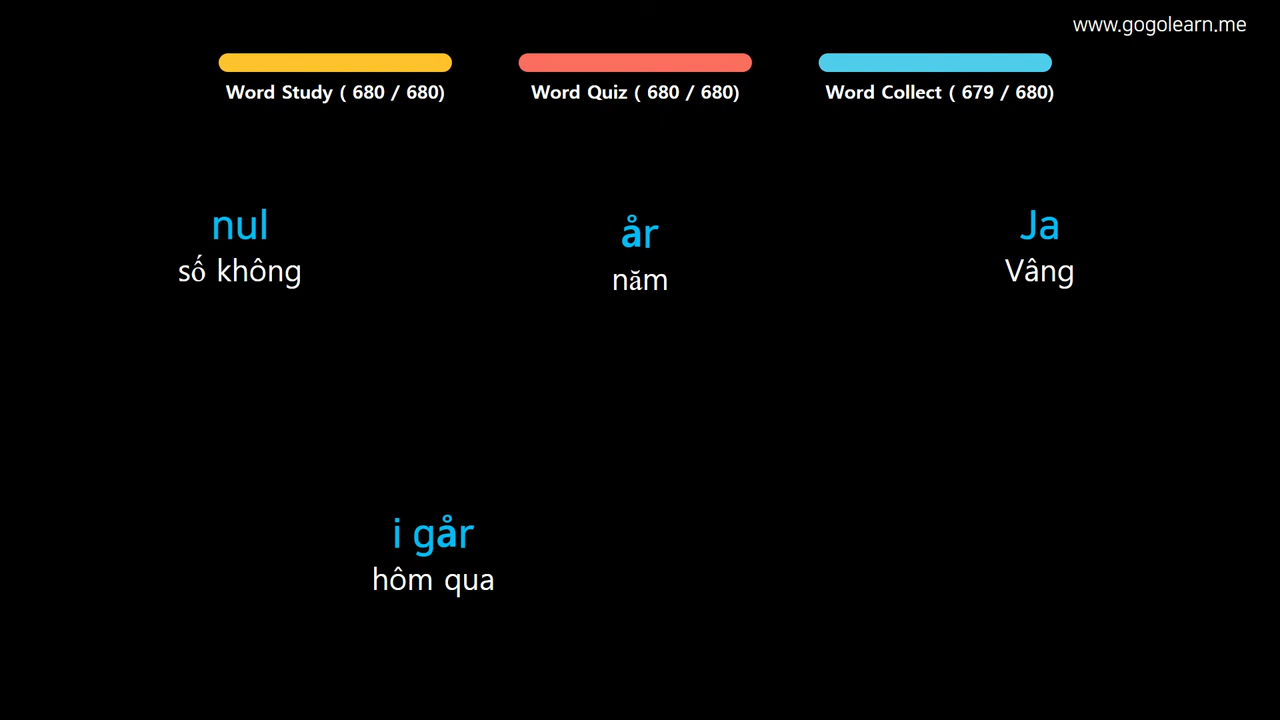 www.gogolearn.me
Word Study ( 680 / 680)
Word Quiz ( 680 / 680)
Word Collect ( 679 / 680)
nul
số không
år
năm
Ja
Vâng
i går
hôm qua